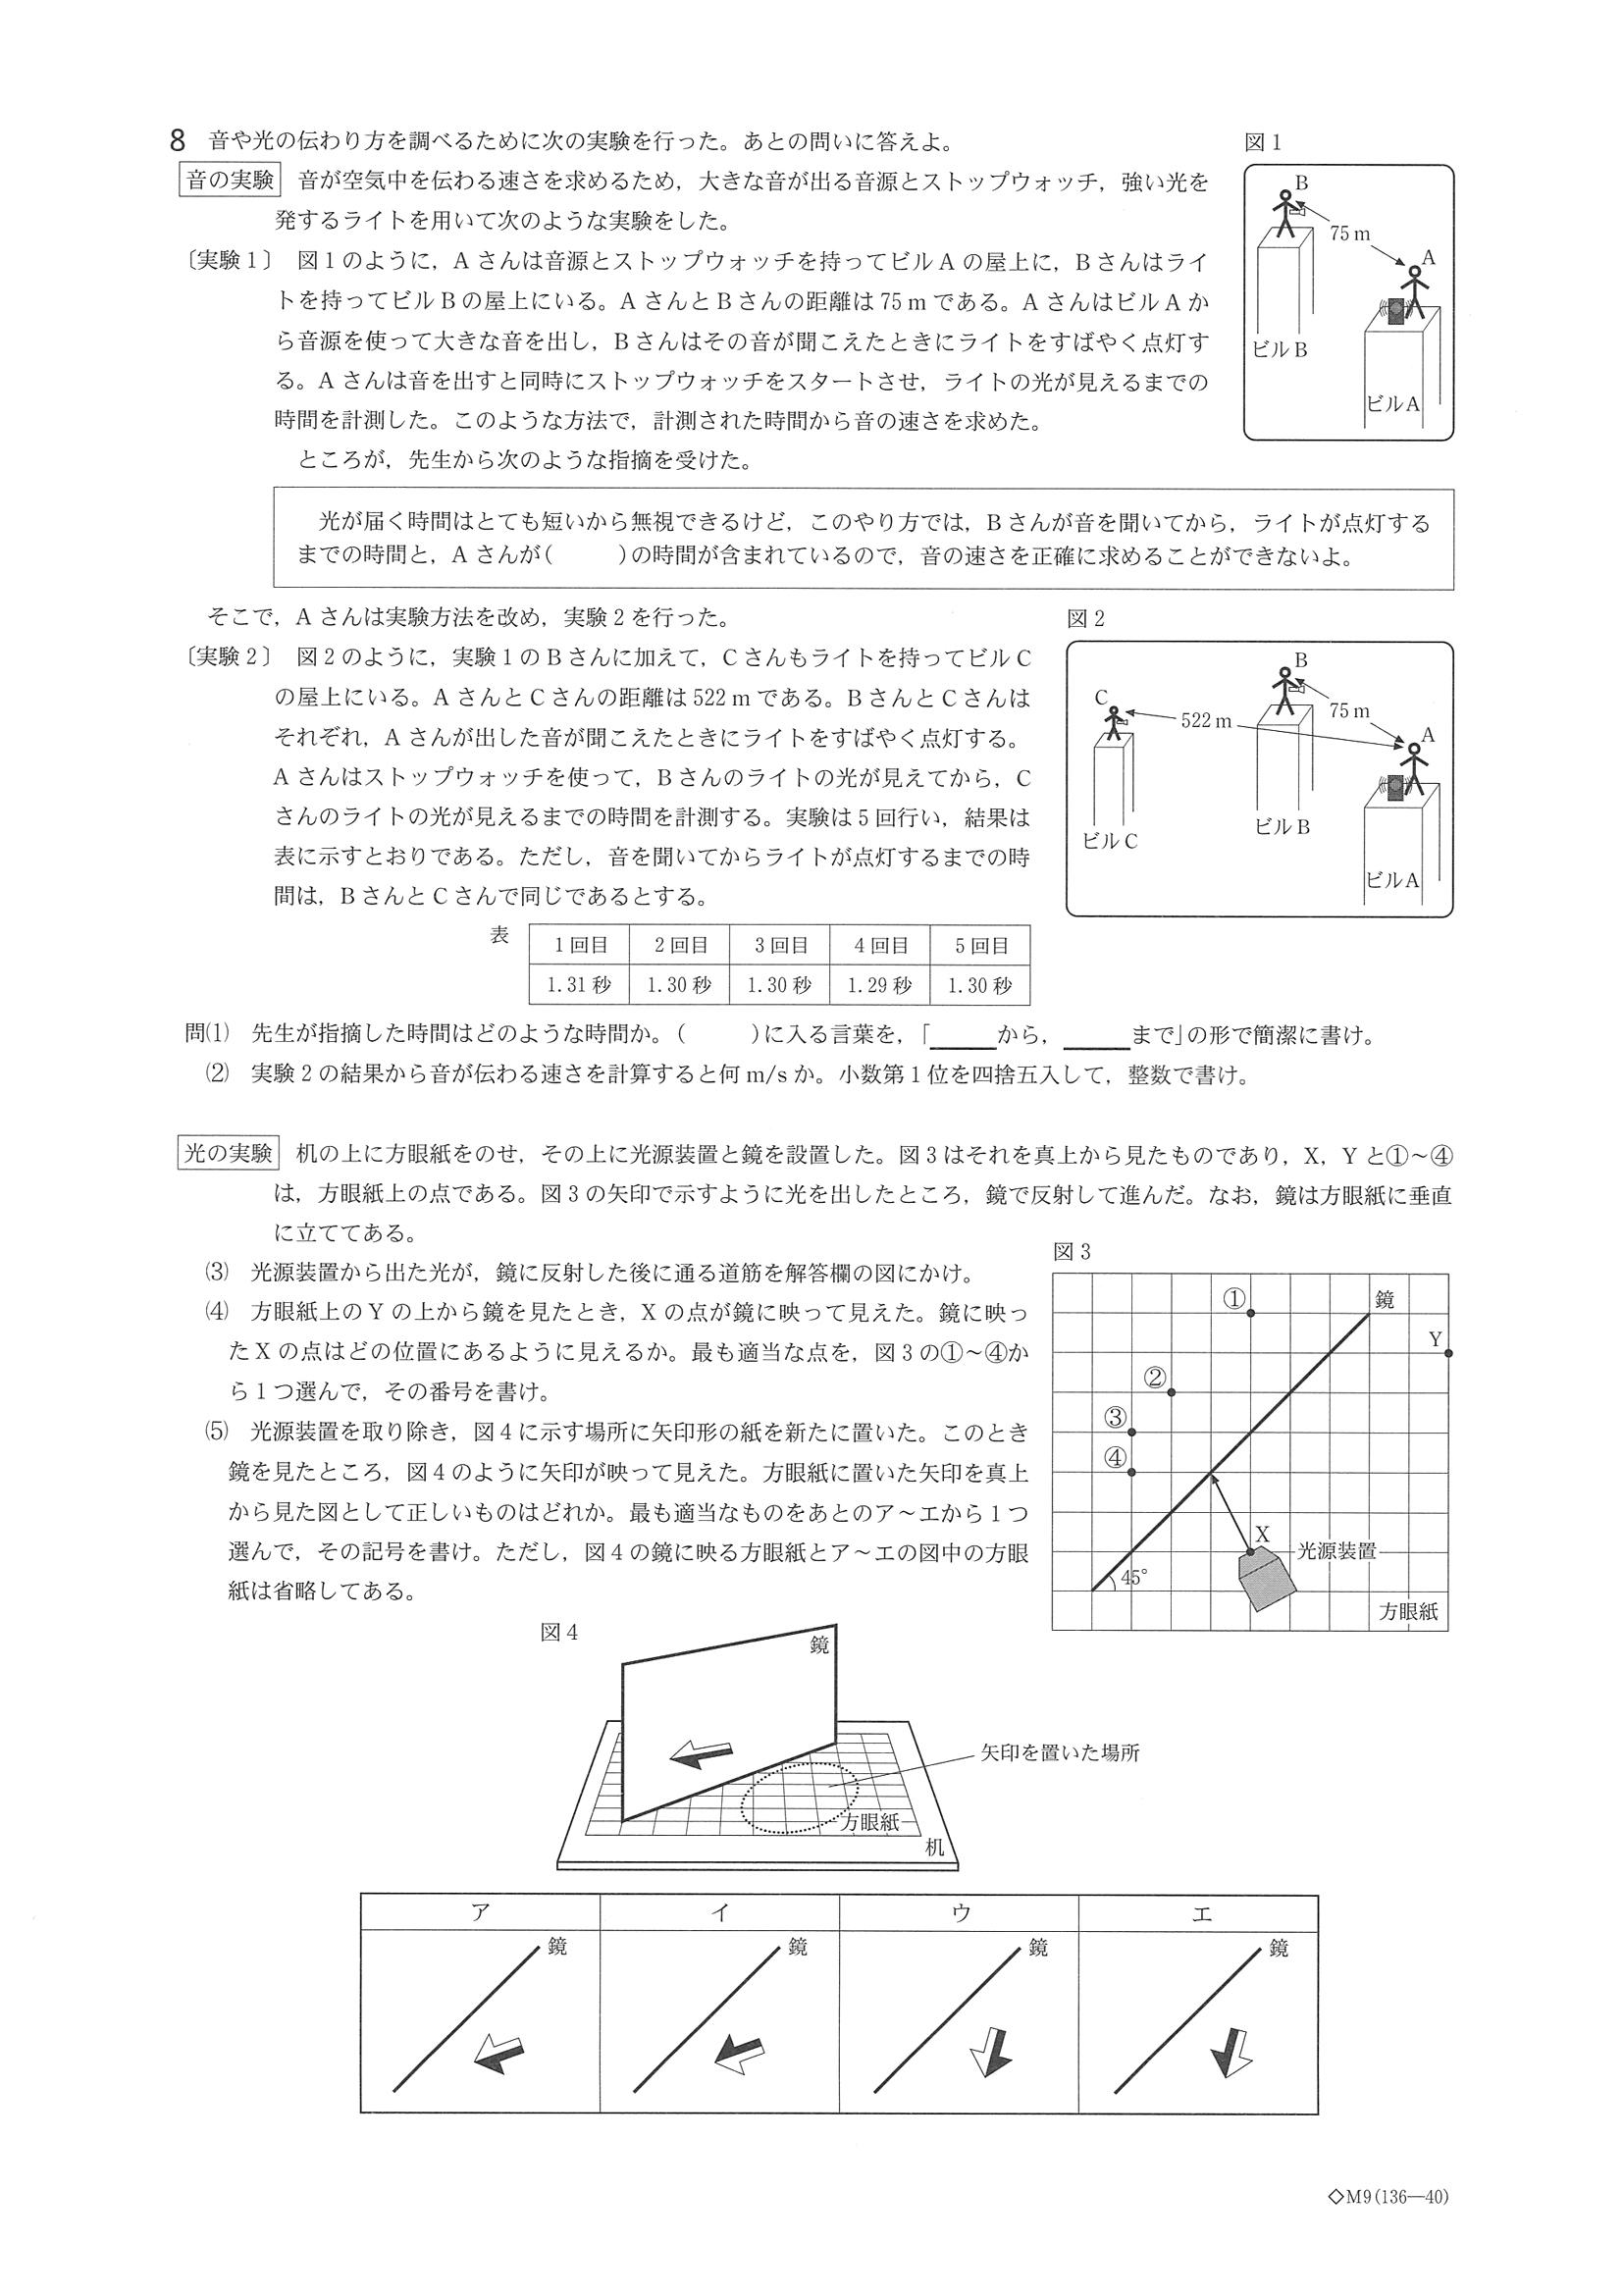 8 音や光の伝わり方を調べるために次の実験を行った。あとの問いに答えよ。
音の実験 音が空気中を伝わる速さを求めるため，大きな音が出る音源とストップウォッチ，強い光を
発するライトを用いて次のような実験をした。
〔実験1〕 図1のように，Aさんは音源とストップウォッチを持ってビルAの屋上に，Bさんはライ
トを持ってビルBの屋上にいる。AさんとBさんの距離は75mである。AさんはビルAか
ら音源を使って大きな音を出し，Bさんはその音が聞こえたときにライトをすばやく点灯す
る。Aさんは音を出すと同時にストップウォッチをスタートさせ，ライトの光が見えるまでの
時間を計測した。このような方法で，計測された時間から音の速さを求めた。
ところが，先生から次のような指摘を受けた。
図1
B
75m
A
ビルB
ビルA
光が届く時間はとても短いから無視できるけど，このやり方では，Bさんが音を聞いてから，ライトが点灯する
までの時間と，Aさんが(　　　)の時間が含まれているので，音の速さを正確に求めることができないよ。
そこで，Aさんは実験方法を改め，実験2を行った。
〔実験2〕 図2のように，実験1のBさんに加えて，Cさんもライトを持ってビルC
の屋上にいる。AさんとCさんの距離は522mである。BさんとCさんは
それぞれ，Aさんが出した音が聞こえたときにライトをすばやく点灯する。
Aさんはストップウォッチを使って，Bさんのライトの光が見えてから，C
さんのライトの光が見えるまでの時間を計測する。実験は5回行い，結果は
表に示すとおりである。ただし，音を聞いてからライトが点灯するまでの時
間は，BさんとCさんで同じであるとする。
図2
B
C
522m
75m
A
ビルC
ビルB
ビルA
表
1回目 2回目 3回目 4回目 5回目
1.31秒 1.30秒 1.30秒 1.29秒 1.30秒
問⑴ 先生が指摘した時間はどのような時間か。(　　　)に入る言葉を，「＿＿＿から，＿＿＿まで」の形で簡潔に書け。
⑵ 実験2の結果から音が伝わる速さを計算すると何m/sか。小数第1位を四捨五入して，整数で書け。
光の実験 机の上に方眼紙をのせ，その上に光源装置と鏡を設置した。図3はそれを真上から見たものであり，X，Yと①～④
は，方眼紙上の点である。図3の矢印で示すように光を出したところ，鏡で反射して進んだ。なお，鏡は方眼紙に垂直
に立ててある。
⑶ 光源装置から出た光が，鏡に反射した後に通る道筋を解答欄の図にかけ。
⑷ 方眼紙上のYの上から鏡を見たとき，Xの点が鏡に映って見えた。鏡に映っ
たXの点はどの位置にあるように見えるか。最も適当な点を，図3の①～④か
ら1つ選んで，その番号を書け。
⑸ 光源装置を取り除き，図4に示す場所に矢印形の紙を新たに置いた。このとき
鏡を見たところ，図4のように矢印が映って見えた。方眼紙に置いた矢印を真上
から見た図として正しいものはどれか。最も適当なものをあとのア～エから1つ
選んで，その記号を書け。ただし，図4の鏡に映る方眼紙とア～エの図中の方眼
紙は省略してある。
図3
①
鏡
Y
②
③
④
X
光源装置
45°
方眼紙
図4
鏡
矢印を置いた場所
方眼紙
机
ア イ ウ エ
鏡 鏡 鏡 鏡
◇M9(136―40)